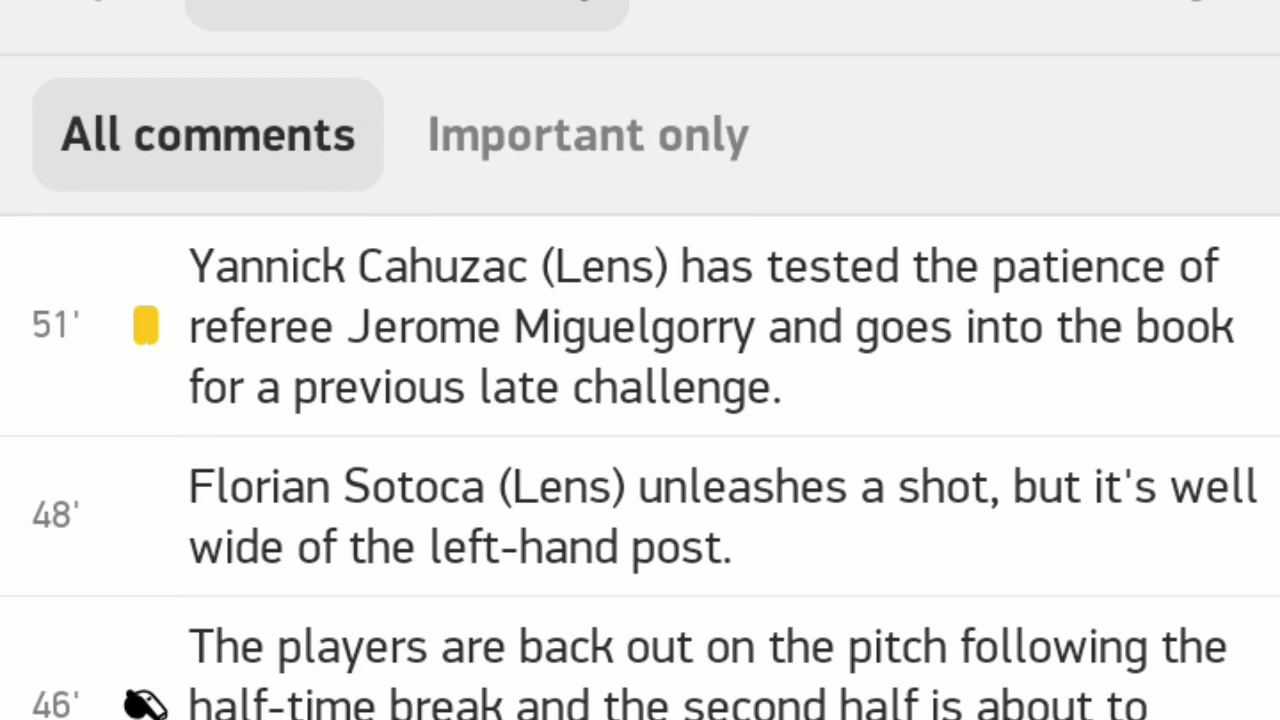 All comments Important only
Yannick Cahuzac (Lens) has tested the patience of
51' referee Jerome Miguelgorry and goes into the book
for a previous late challenge.
Florian Sotoca (Lens) unleashes a shot, but it's well
48'
wide of the left-hand post.
The players are back out on the pitch following the
46' half-time break and the second half is about to